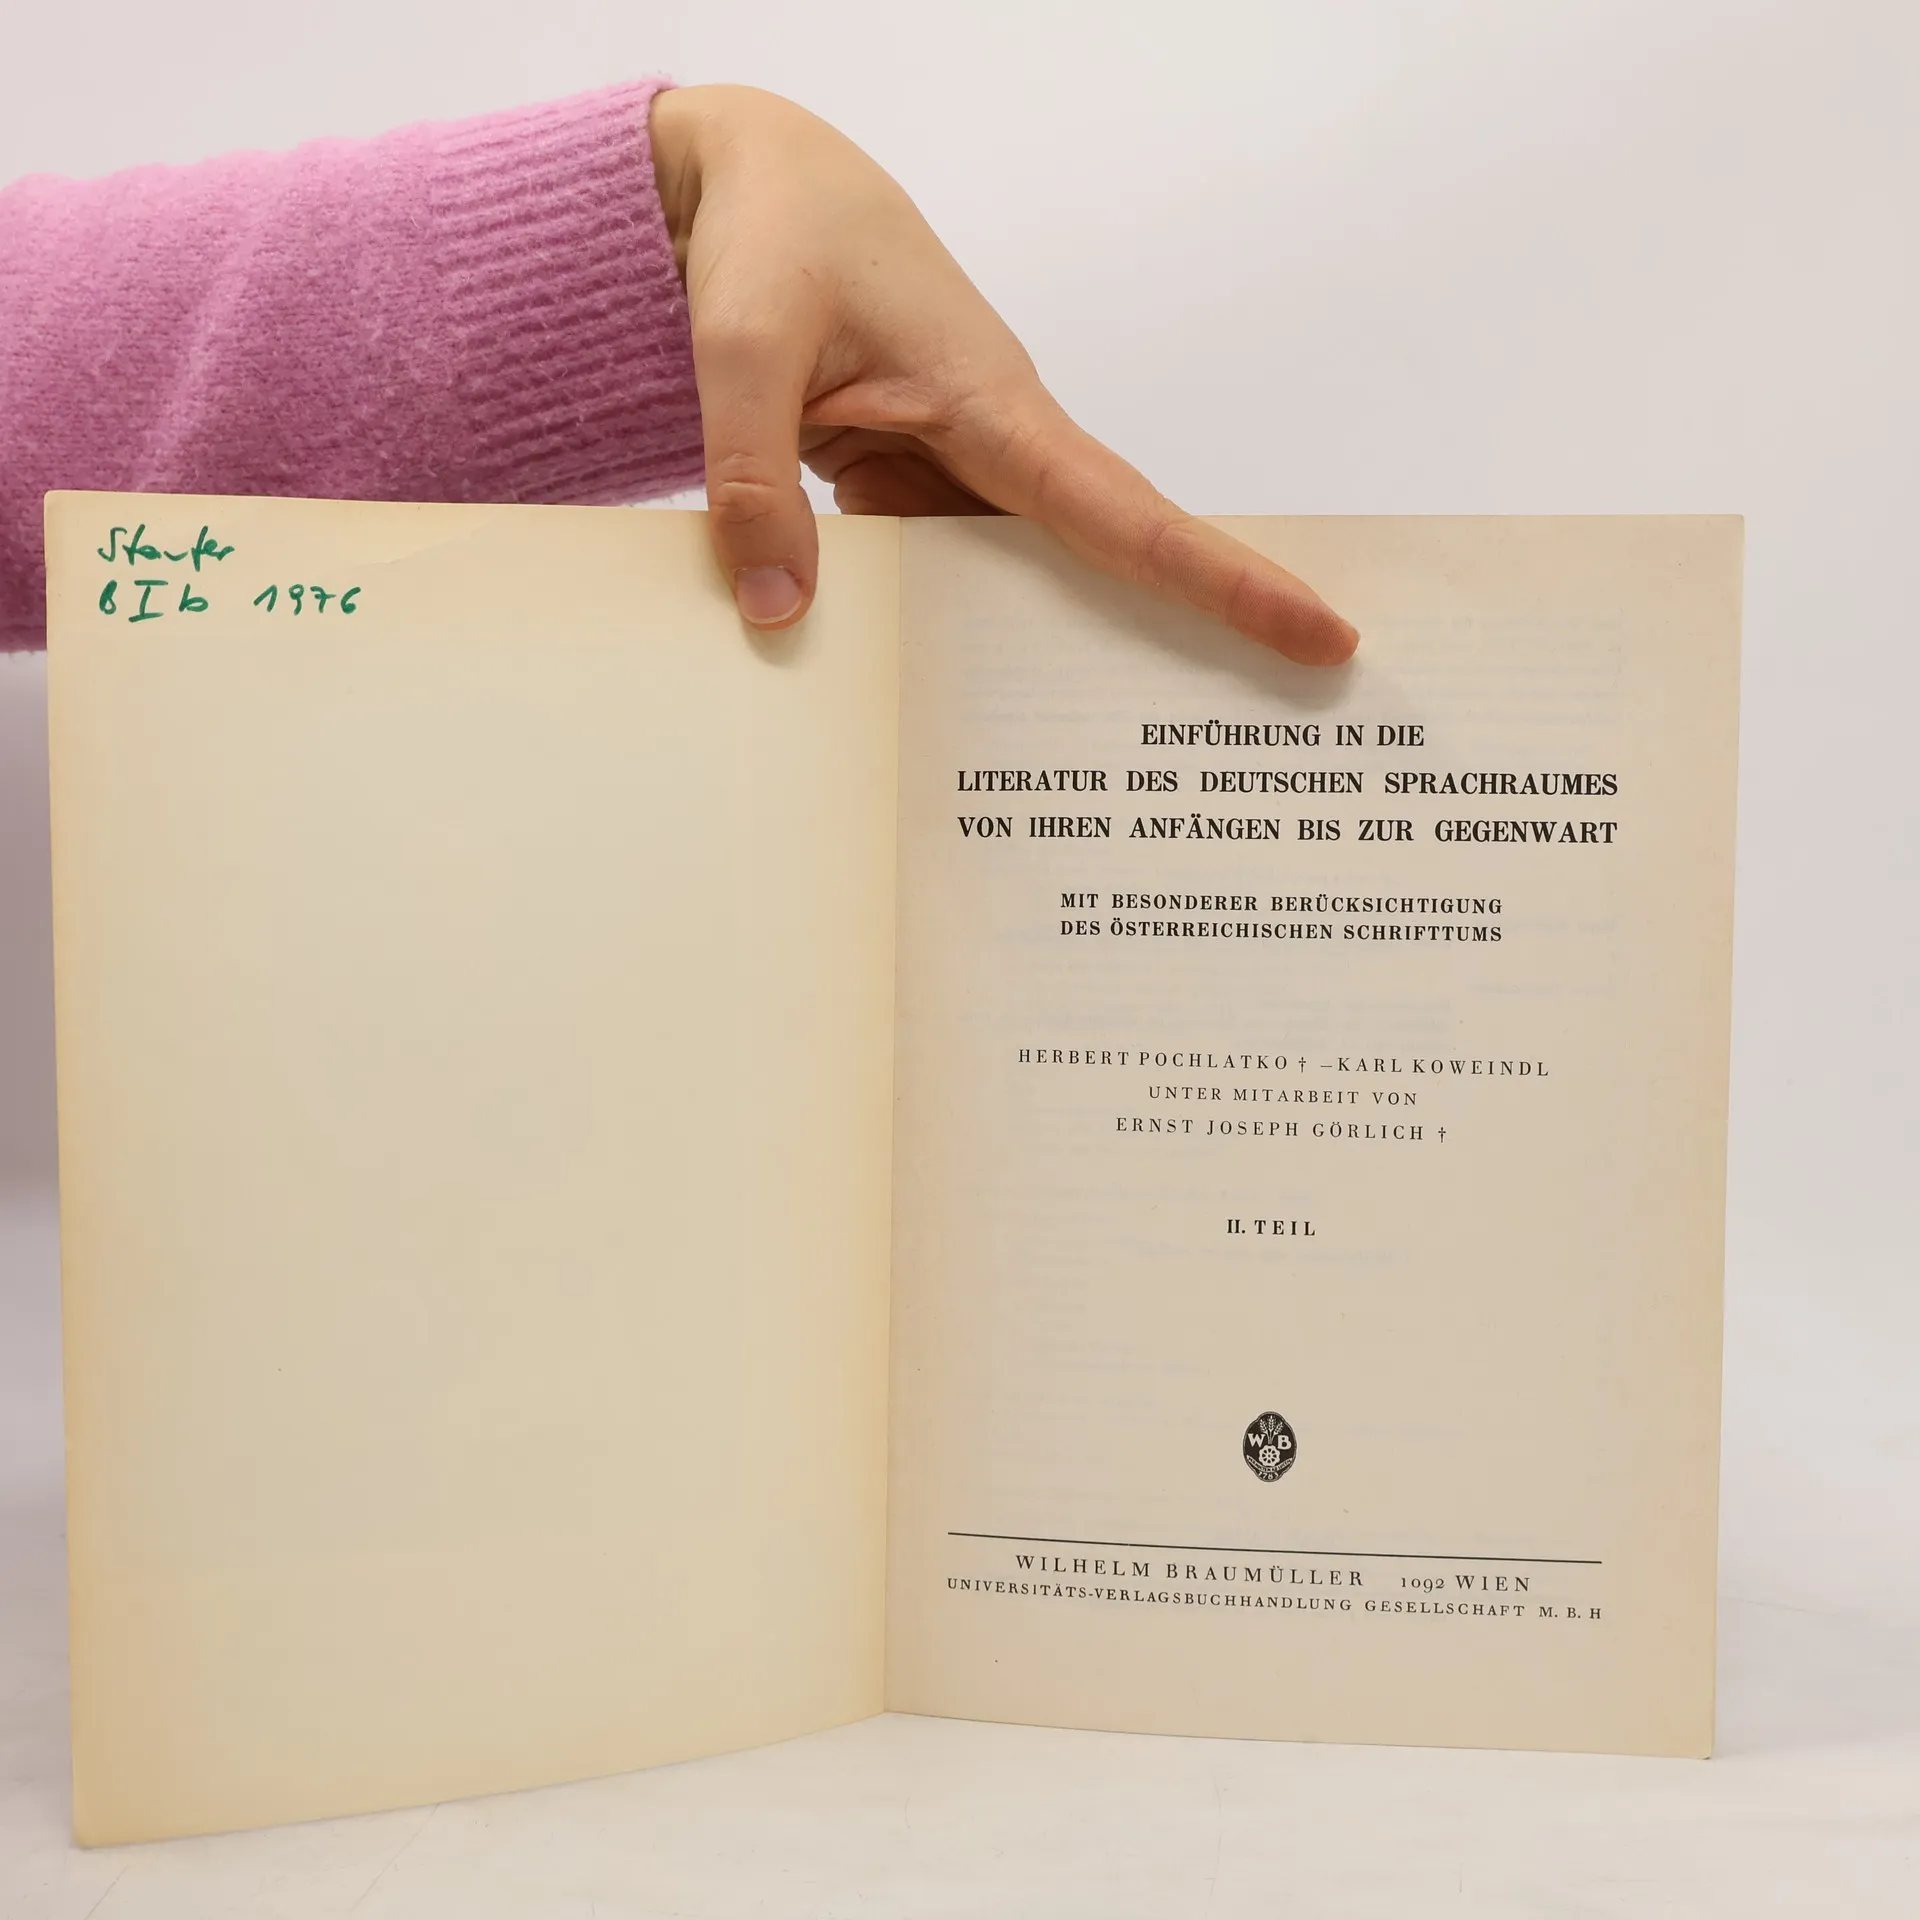 Staufer
B I b 1976
EINFÜHRUNG IN DIE
LITERATUR DES DEUTSCHEN SPRACHRAUMES
VON IHREN ANFÄNGEN BIS ZUR GEGENWART
MIT BESONDERER BERÜCKSICHTIGUNG
DES ÖSTERREICHISCHEN SCHRIFTTUMS
HERBERT POCHLATKO † – KARL KOWEINDL
UNTER MITARBEIT VON
ERNST JOSEPH GÖRLICH †
II. TEIL
W B
1783
WILHELM BRAUMÜLLER 1092 WIEN
UNIVERSITÄTS-VERLAGSBUCHHANDLUNG GESELLSCHAFT M. B. H